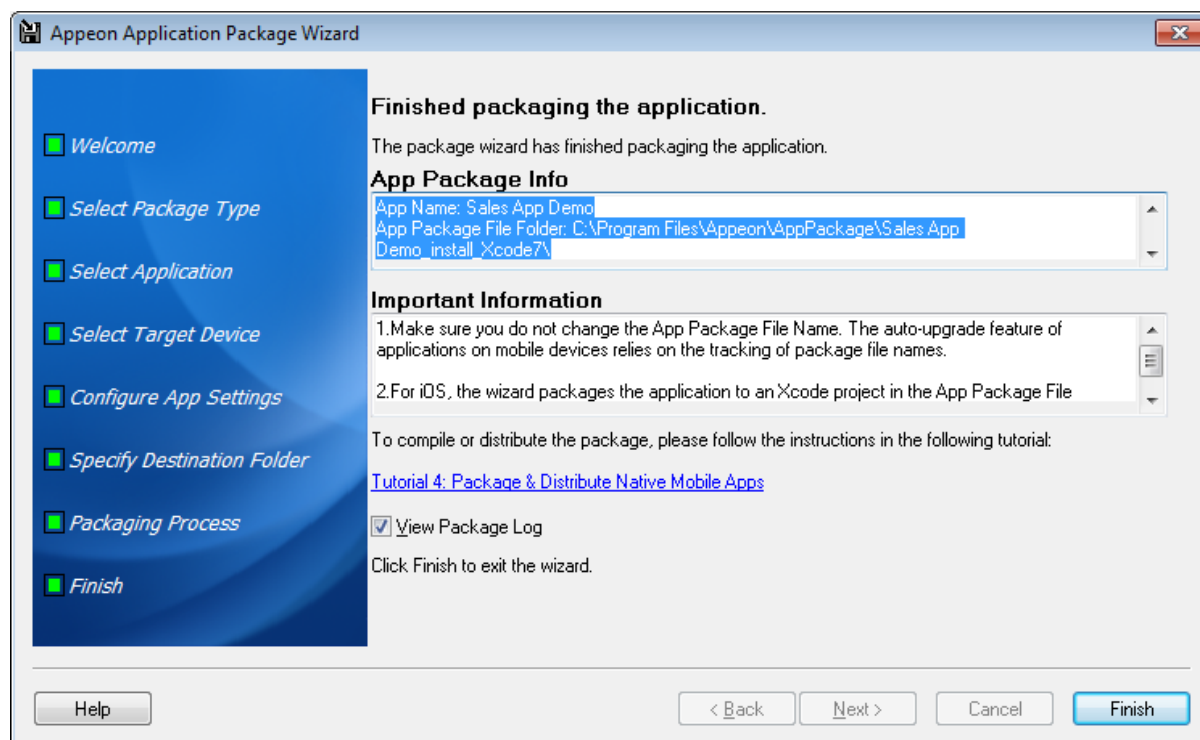 Appeon Application Package Wizard
Welcome
Select Package Type
Select Application
Select Target Device
Configure App Settings
Specify Destination Folder
Packaging Process
Finish
Finished packaging the application.
The package wizard has finished packaging the application.
App Package Info
App Name: Sales App Demo
App Package File Folder: C:\Program Files\Appeon\AppPackage\Sales App
Demo_install_Xcode7\
Important Information
1.Make sure you do not change the App Package File Name. The auto-upgrade feature of
applications on mobile devices relies on the tracking of package file names.
2.For iOS, the wizard packages the application to an Xcode project in the App Package File
To compile or distribute the package, please follow the instructions in the following tutorial:
Tutorial 4: Package & Distribute Native Mobile Apps
View Package Log
Click Finish to exit the wizard.
Help
< Back
Next >
Cancel
Finish